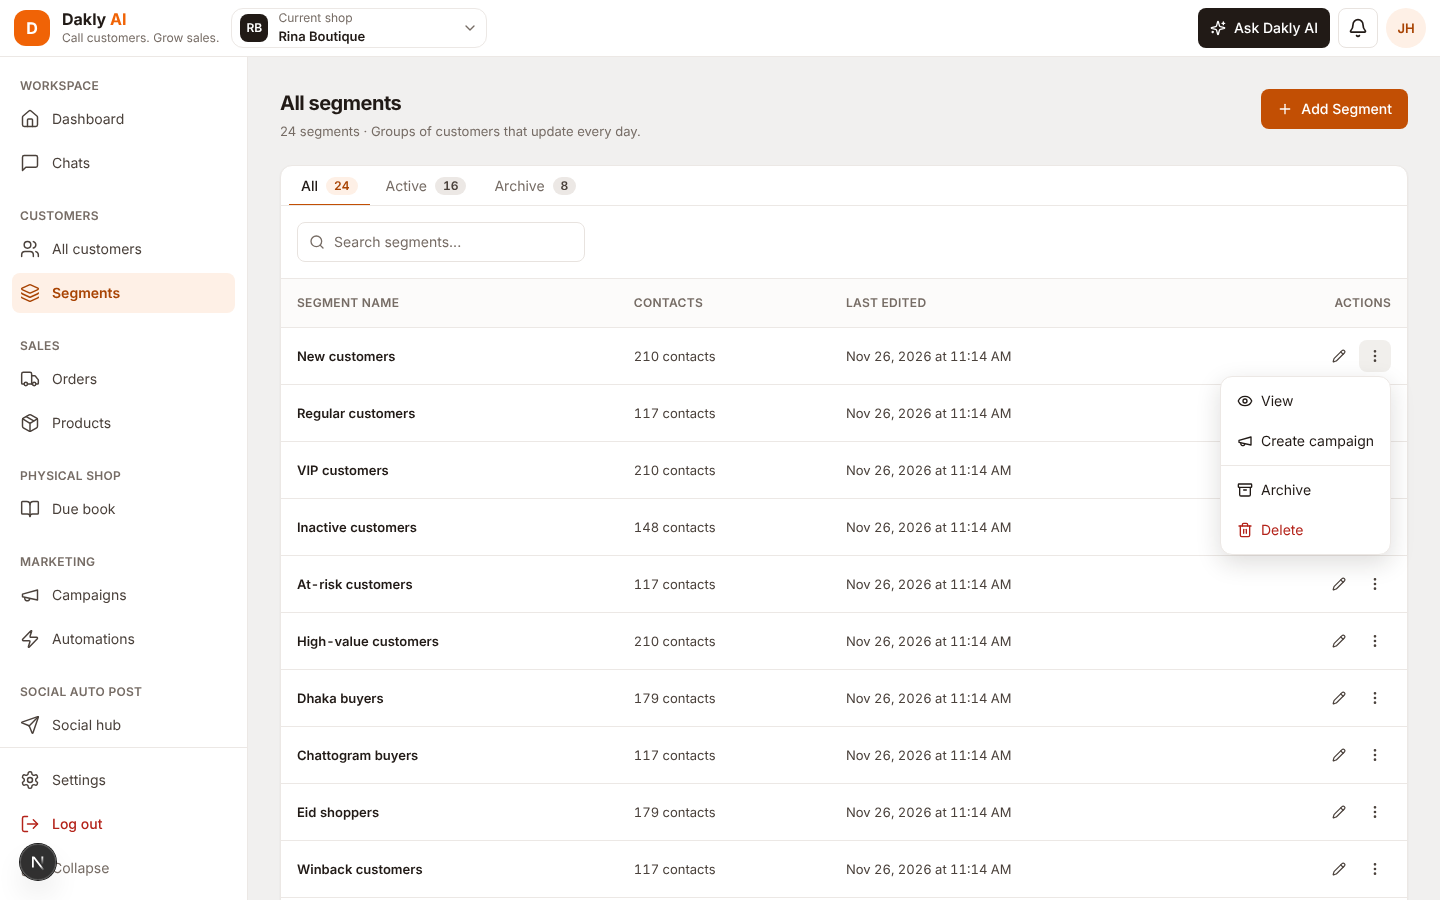 D
Dakly AI
Call customers. Grow sales.
RB
Current shop
Rina Boutique
Ask Dakly AI
JH
WORKSPACE
Dashboard
Chats
CUSTOMERS
All customers
Segments
SALES
Orders
Products
PHYSICAL SHOP
Due book
MARKETING
Campaigns
Automations
SOCIAL AUTO POST
Social hub
Settings
Log out
N
Collapse
All segments
24 segments · Groups of customers that update every day.
Add Segment
All 24 Active 16 Archive 8
Search segments...
SEGMENT NAME CONTACTS LAST EDITED ACTIONS
New customers 210 contacts Nov 26, 2026 at 11:14 AM
Regular customers 117 contacts Nov 26, 2026 at 11:14 AM
VIP customers 210 contacts Nov 26, 2026 at 11:14 AM
Inactive customers 148 contacts Nov 26, 2026 at 11:14 AM
At-risk customers 117 contacts Nov 26, 2026 at 11:14 AM
High-value customers 210 contacts Nov 26, 2026 at 11:14 AM
Dhaka buyers 179 contacts Nov 26, 2026 at 11:14 AM
Chattogram buyers 117 contacts Nov 26, 2026 at 11:14 AM
Eid shoppers 179 contacts Nov 26, 2026 at 11:14 AM
Winback customers 117 contacts Nov 26, 2026 at 11:14 AM
View
Create campaign
Archive
Delete